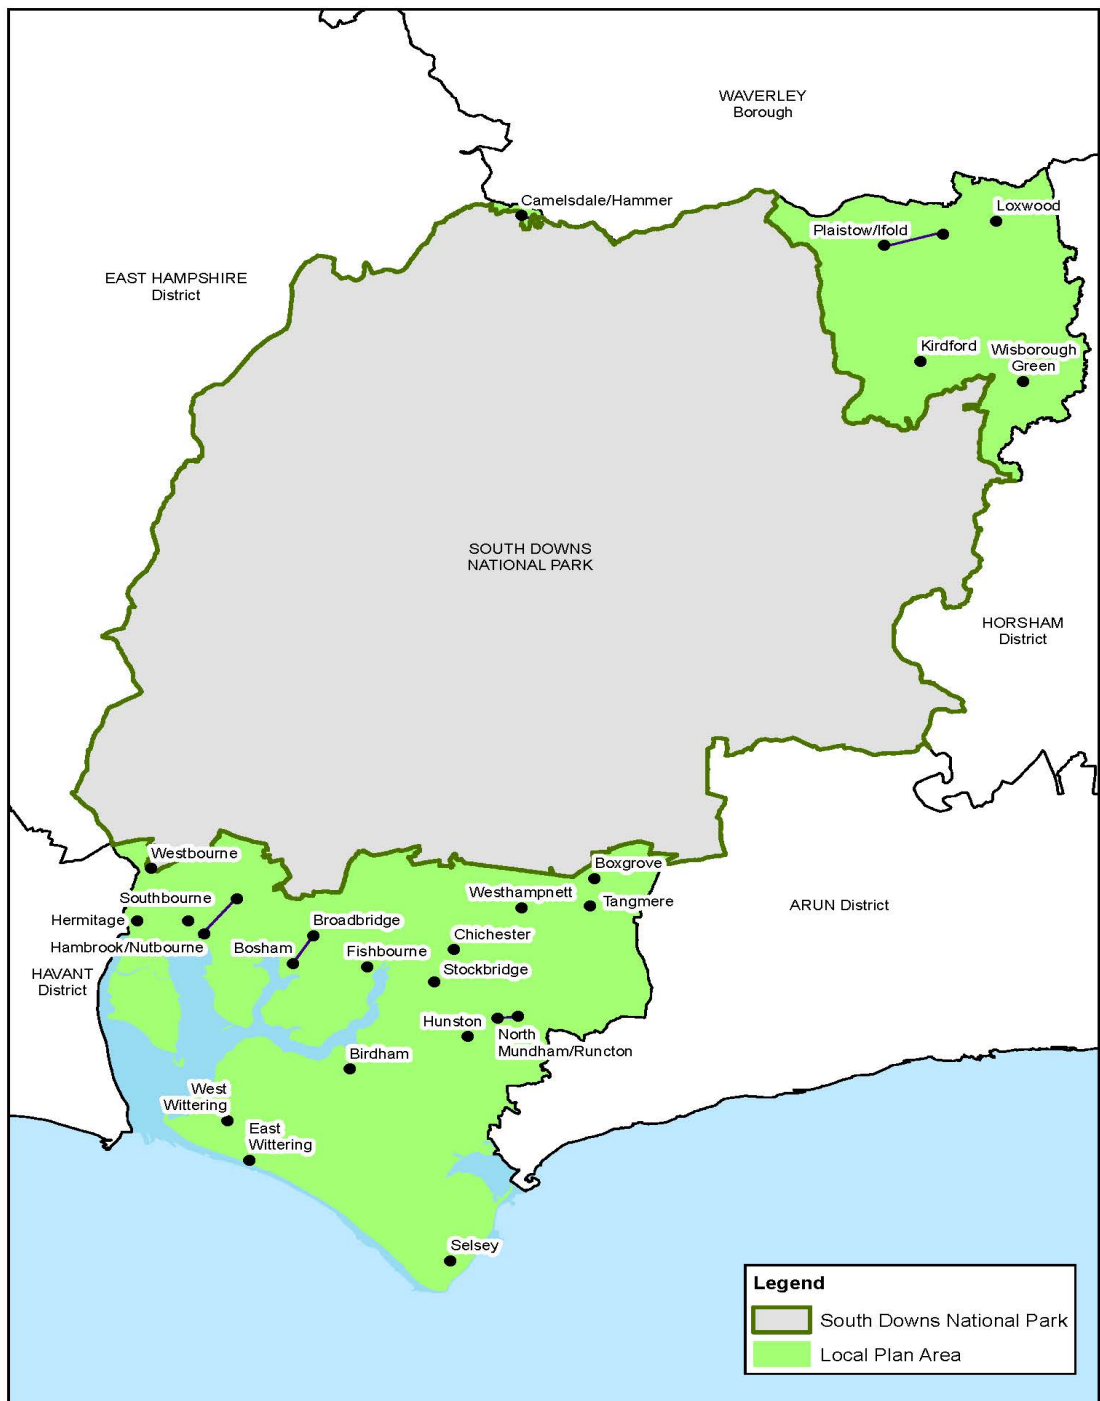 WAVERLEY
Borough
Camelsdale/Hammer
Loxwood
Plaistow/Ifold
EAST HAMPSHIRE
District
Kirdford
Wisborough
Green
SOUTH DOWNS
NATIONAL PARK
HORSHAM
District
Westbourne
Boxgrove
Southbourne
Westhampnett
Tangmere
ARUN District
Hermitage
Broadbridge
Chichester
Hambrook/Nutbourne
Bosham
Fishbourne
Stockbridge
HAVANT
District
Hunston
North
Mundham/Runcton
Birdham
West
Wittering
East
Wittering
Selsey
Legend
South Downs National Park
Local Plan Area